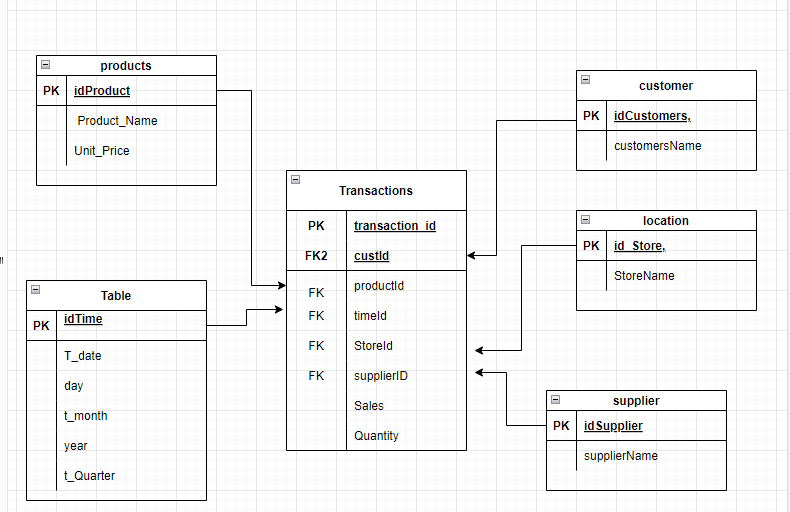 products
PK idProduct
Product_Name
Unit_Price
customer
PK idCustomers,
customersName
Transactions
PK transaction_id
FK2 custId
FK productId
FK timeId
FK StoreId
FK supplierID
Sales
Quantity
location
PK id_Store,
StoreName
Table
PK idTime
T_date
day
t_month
year
t_Quarter
supplier
PK idSupplier
supplierName